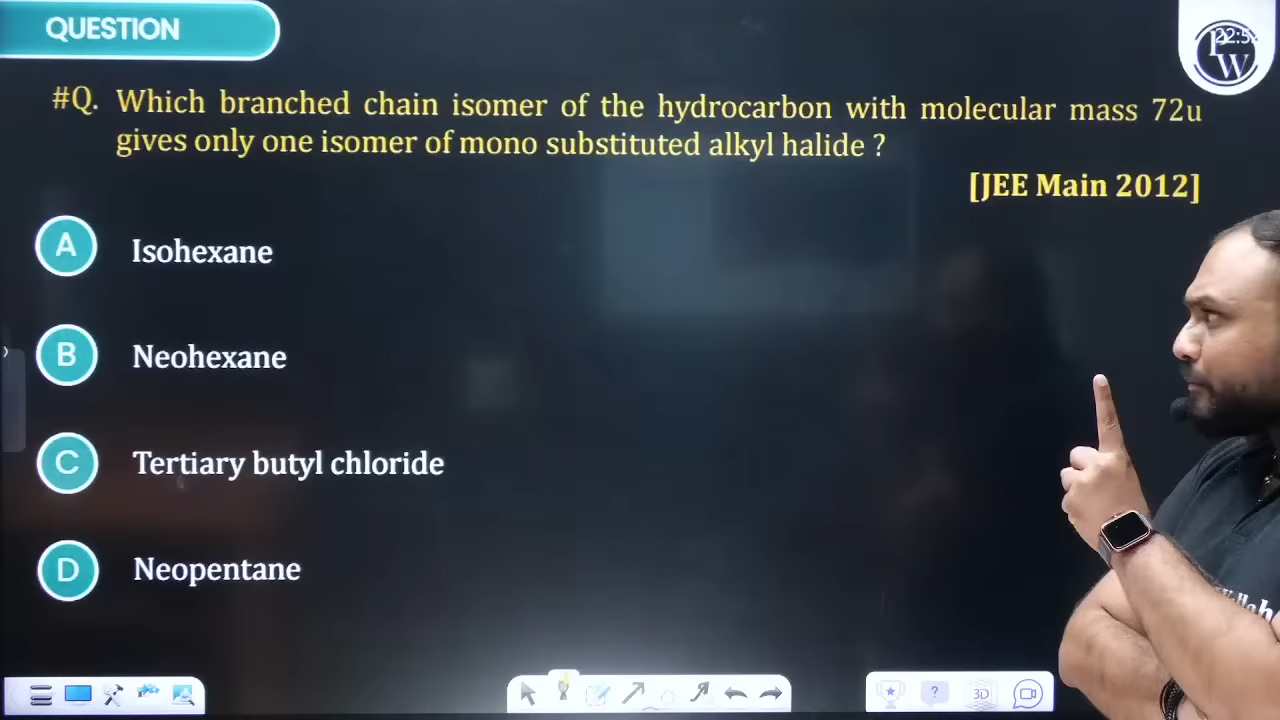 QUESTION
#Q. Which branched chain isomer of the hydrocarbon with molecular mass 72u
gives only one isomer of mono substituted alkyl halide ?
[JEE Main 2012]
A Isohexane
B Neohexane
C Tertiary butyl chloride
D Neopentane
W
?
3D